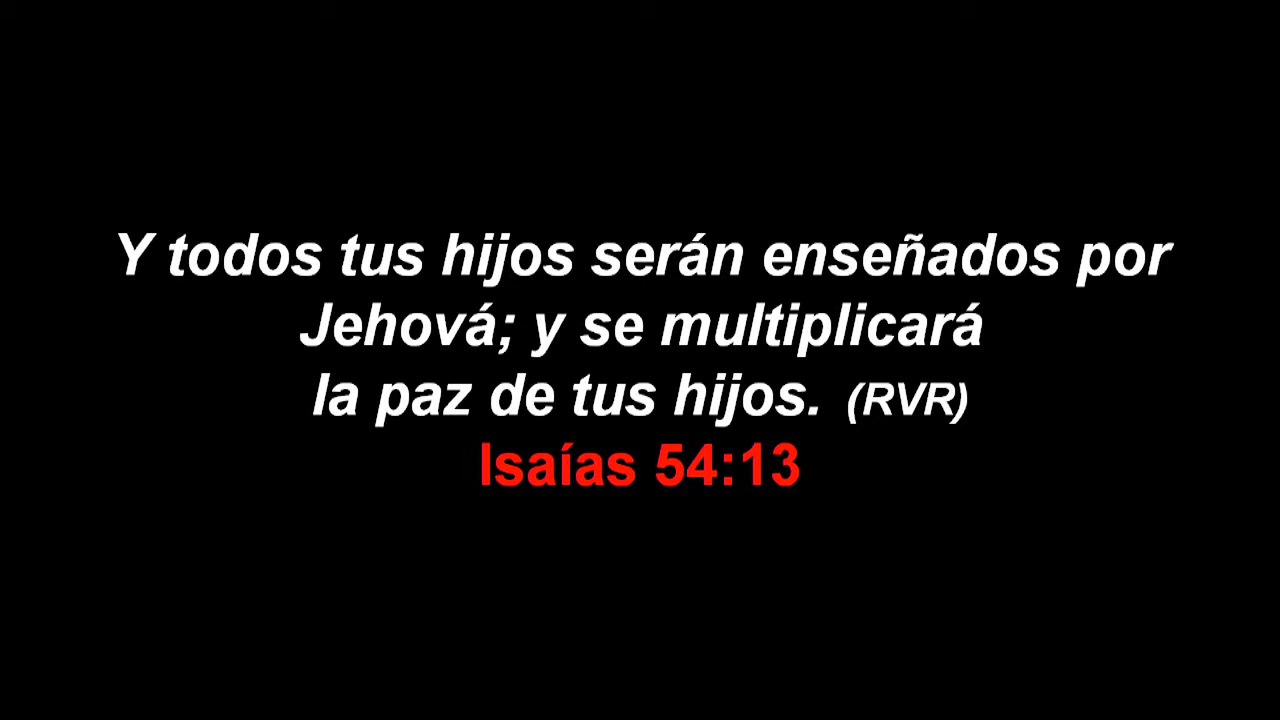 Y todos tus hijos serán enseñados por
Jehová; y se multiplicará
la paz de tus hijos. (RVR)
Isaías 54:13